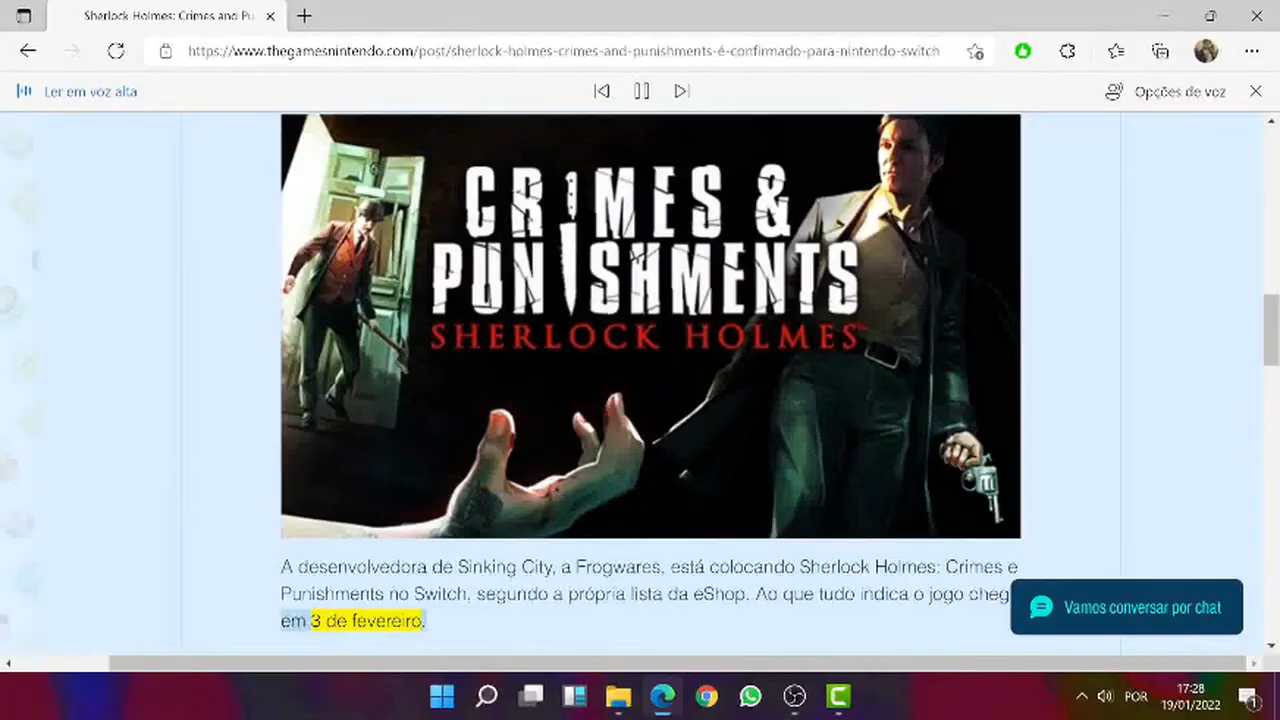 Sherlock Holmes: Crimes and Pu
https://www.thegamesnintendo.com/post/sherlock-holmes-crimes-and-punishments-é-confirmado-para-nintendo-switch
Ler em voz alta
Opções de voz
CRIMES &
PUNISHMENTS
SHERLOCK HOLMES™
A desenvolvedora de Sinking City, a Frogwares, está colocando Sherlock Holmes: Crimes e
Punishments no Switch, segundo a própria lista da eShop. Ao que tudo indica o jogo cheg
em 3 de fevereiro.
Vamos conversar por chat
POR
17:28
19/01/2022
1